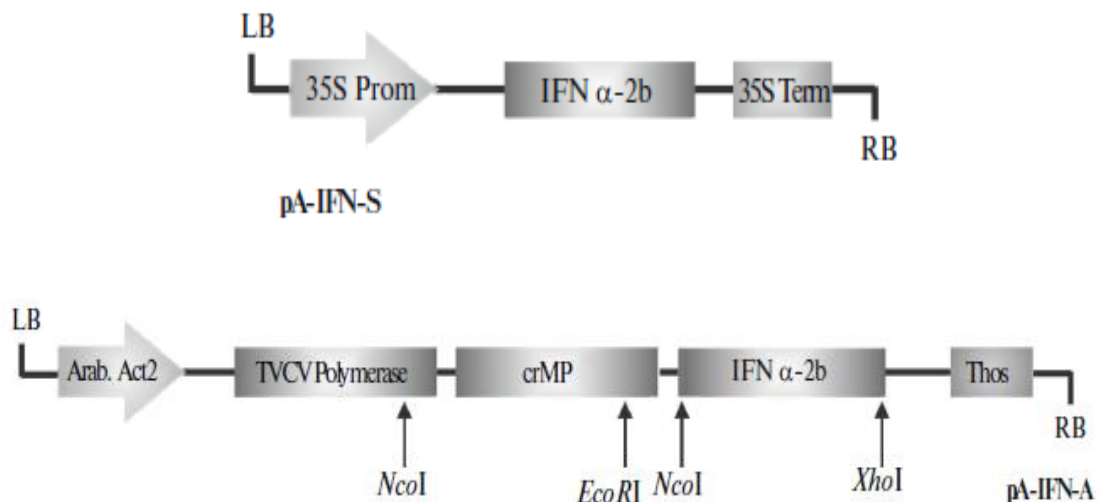 LB
35S Prom IFN α-2b 35S Term
RB
pA-IFN-S
LB
Arab. Act2 TVCV Polymerase crMP IFN α-2b Thos
RB
NcoI EcoRI NcoI XhoI
pA-IFN-A